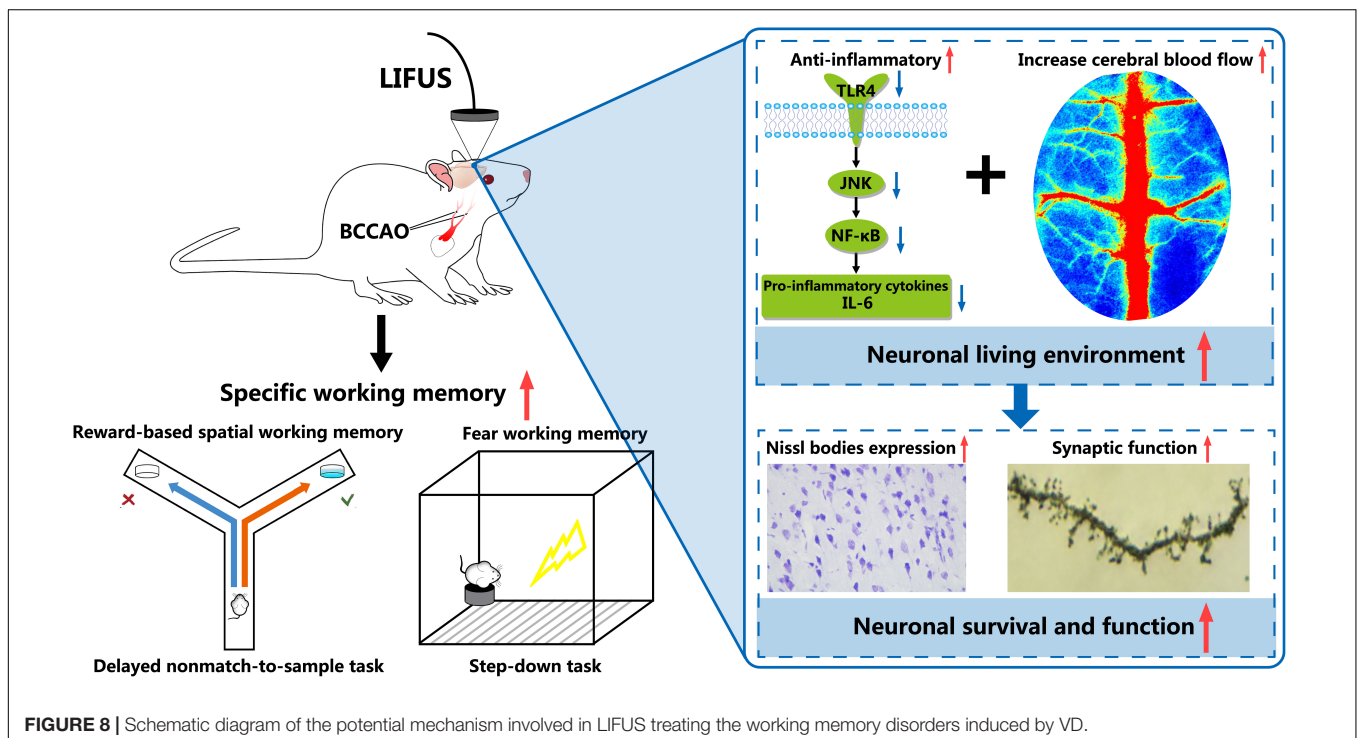 LIFUS
BCCAO
Specific working memory
Reward-based spatial working memory
Fear working memory
Delayed nonmatch-to-sample task
Step-down task
Anti-inflammatory
Increase cerebral blood flow
TLR4
JNK
NF-κB
Pro-inflammatory cytokines
IL-6
+
Neuronal living environment
Nissl bodies expression
Synaptic function
Neuronal survival and function
FIGURE 8 | Schematic diagram of the potential mechanism involved in LIFUS treating the working memory disorders induced by VD.